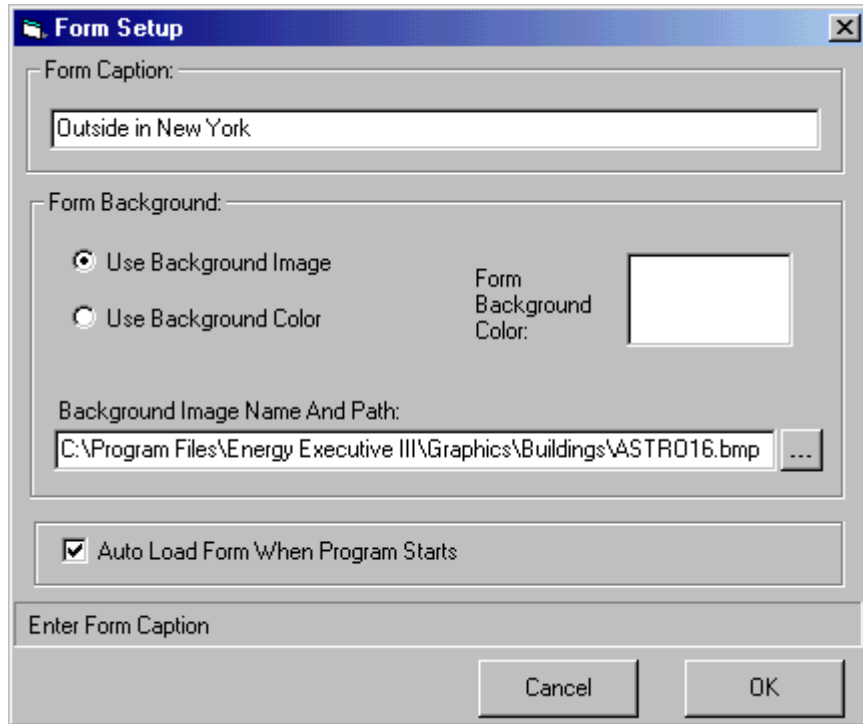 Form Setup
Form Caption:
Outside in New York
Form Background:
Use Background Image
Use Background Color
Form
Background
Color:
Background Image Name And Path:
C:\Program Files\Energy Executive III\Graphics\Buildings\ASTRO16.bmp
...
Auto Load Form When Program Starts
Enter Form Caption
Cancel
OK